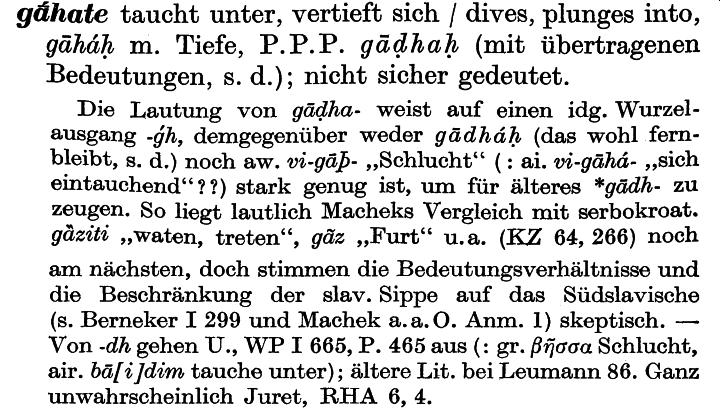 gā́hate taucht unter, vertieft sich / dives, plunges into,
gāháḥ m. Tiefe, P.P.P. gāḍhaḥ (mit übertragenen
Bedeutungen, s. d.); nicht sicher gedeutet.
Die Lautung von gāḍha- weist auf einen idg. Wurzel-
ausgang -ǵh, demgegenüber weder gādháḥ (das wohl fern-
bleibt, s. d.) noch aw. vi-gāþ- „Schlucht“ (: ai. vi-gāhá- „sich
eintauchend“??) stark genug ist, um für älteres *gādh- zu
zeugen. So liegt lautlich Macheks Vergleich mit serbokroat.
gȁziti „waten, treten“, gãz „Furt“ u.a. (KZ 64, 266) noch
am nächsten, doch stimmen die Bedeutungsverhältnisse und
die Beschränkung der slav. Sippe auf das Südslavische
(s. Berneker I 299 und Machek a.a.O. Anm. 1) skeptisch. —
Von -dh gehen U., WP I 665, P. 465 aus (: gr. βῆσσα Schlucht,
air. bā[i]dim tauche unter); ältere Lit. bei Leumann 86. Ganz
unwahrscheinlich Juret, RHA 6, 4.